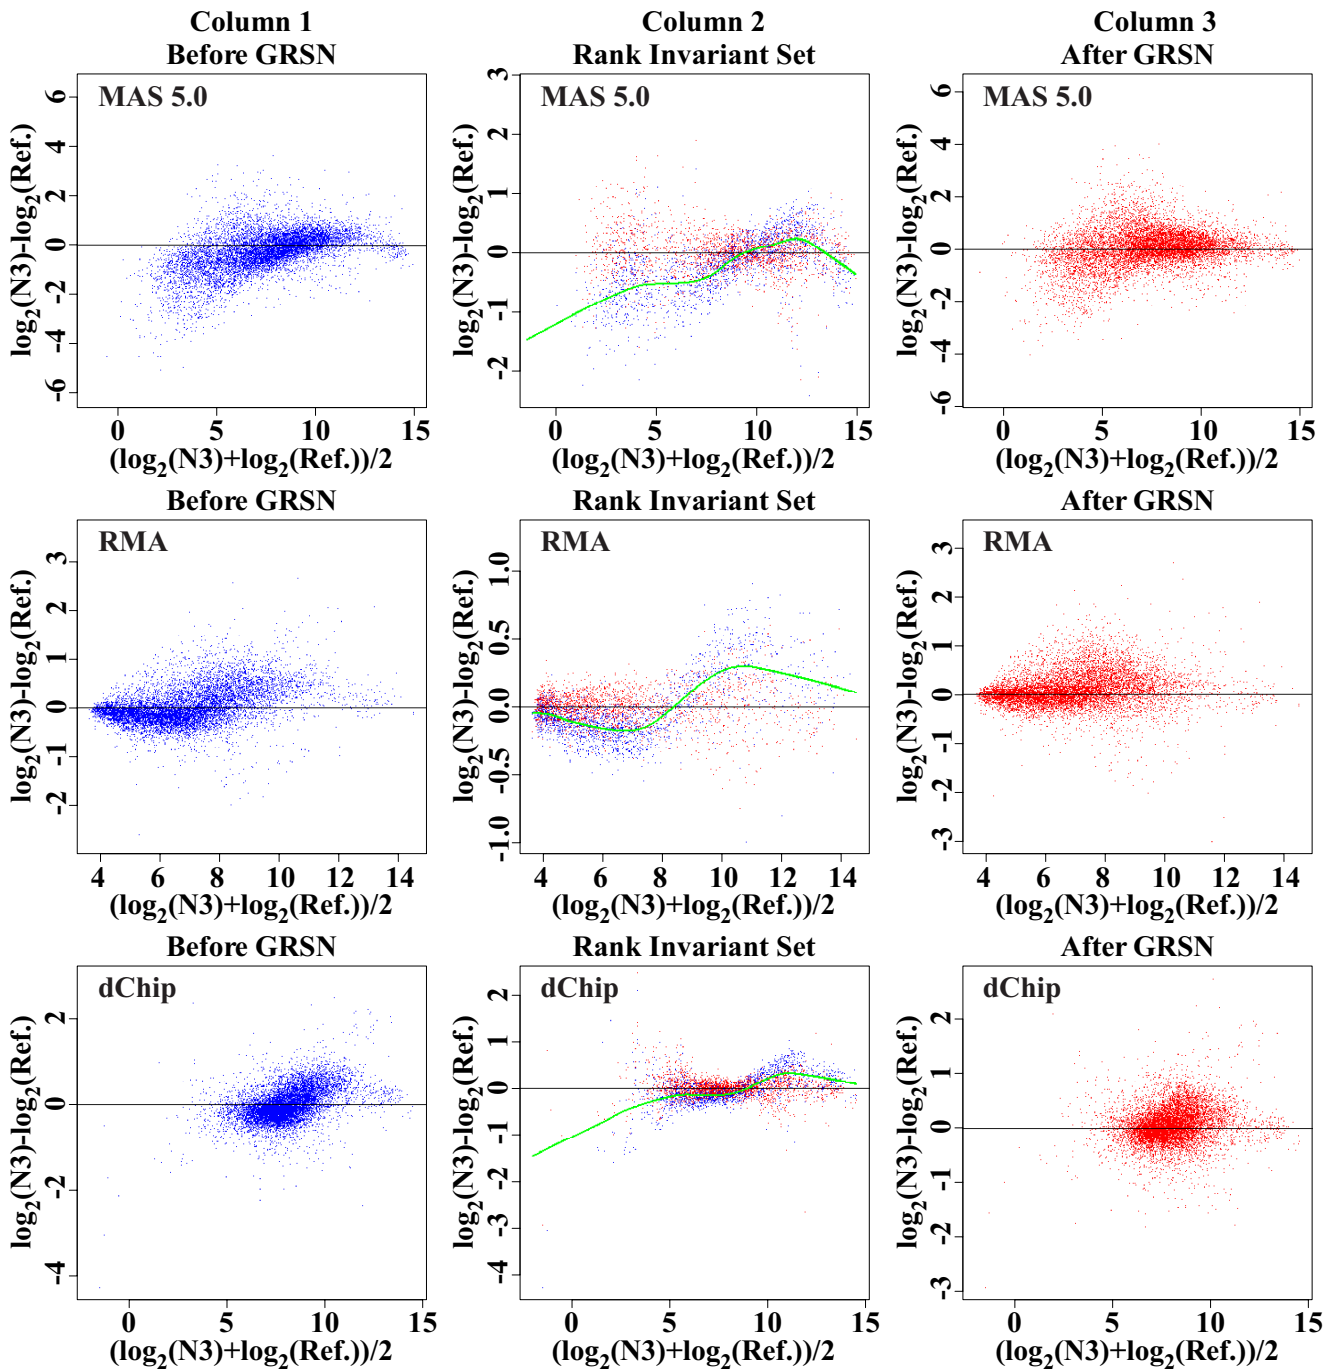 Column 1 Column 2 Column 3
Before GRSN Rank Invariant Set After GRSN
MAS 5.0 MAS 5.0 MAS 5.0
log2(N3)-log2(Ref.) log2(N3)-log2(Ref.) log2(N3)-log2(Ref.)
6 4 2 0 -2 -4 -6
3 2 1 0 -1 -2
6 4 2 0 -2 -4 -6
0 5 10 15 0 5 10 15 0 5 10 15
(log2(N3)+log2(Ref.))/2 (log2(N3)+log2(Ref.))/2 (log2(N3)+log2(Ref.))/2
Before GRSN Rank Invariant Set After GRSN
RMA RMA RMA
log2(N3)-log2(Ref.) log2(N3)-log2(Ref.) log2(N3)-log2(Ref.)
3 2 1 0 -1 -2
1.0 0.5 0.0 -0.5 -1.0
3 2 1 0 -1 -2 -3
4 6 8 10 12 14 4 6 8 10 12 14 4 6 8 10 12 14
(log2(N3)+log2(Ref.))/2 (log2(N3)+log2(Ref.))/2 (log2(N3)+log2(Ref.))/2
Before GRSN Rank Invariant Set After GRSN
dChip dChip dChip
log2(N3)-log2(Ref.) log2(N3)-log2(Ref.) log2(N3)-log2(Ref.)
2 0 -2 -4
2 1 0 -1 -2 -3 -4
2 1 0 -1 -2 -3
0 5 10 15 0 5 10 15 0 5 10 15
(log2(N3)+log2(Ref.))/2 (log2(N3)+log2(Ref.))/2 (log2(N3)+log2(Ref.))/2